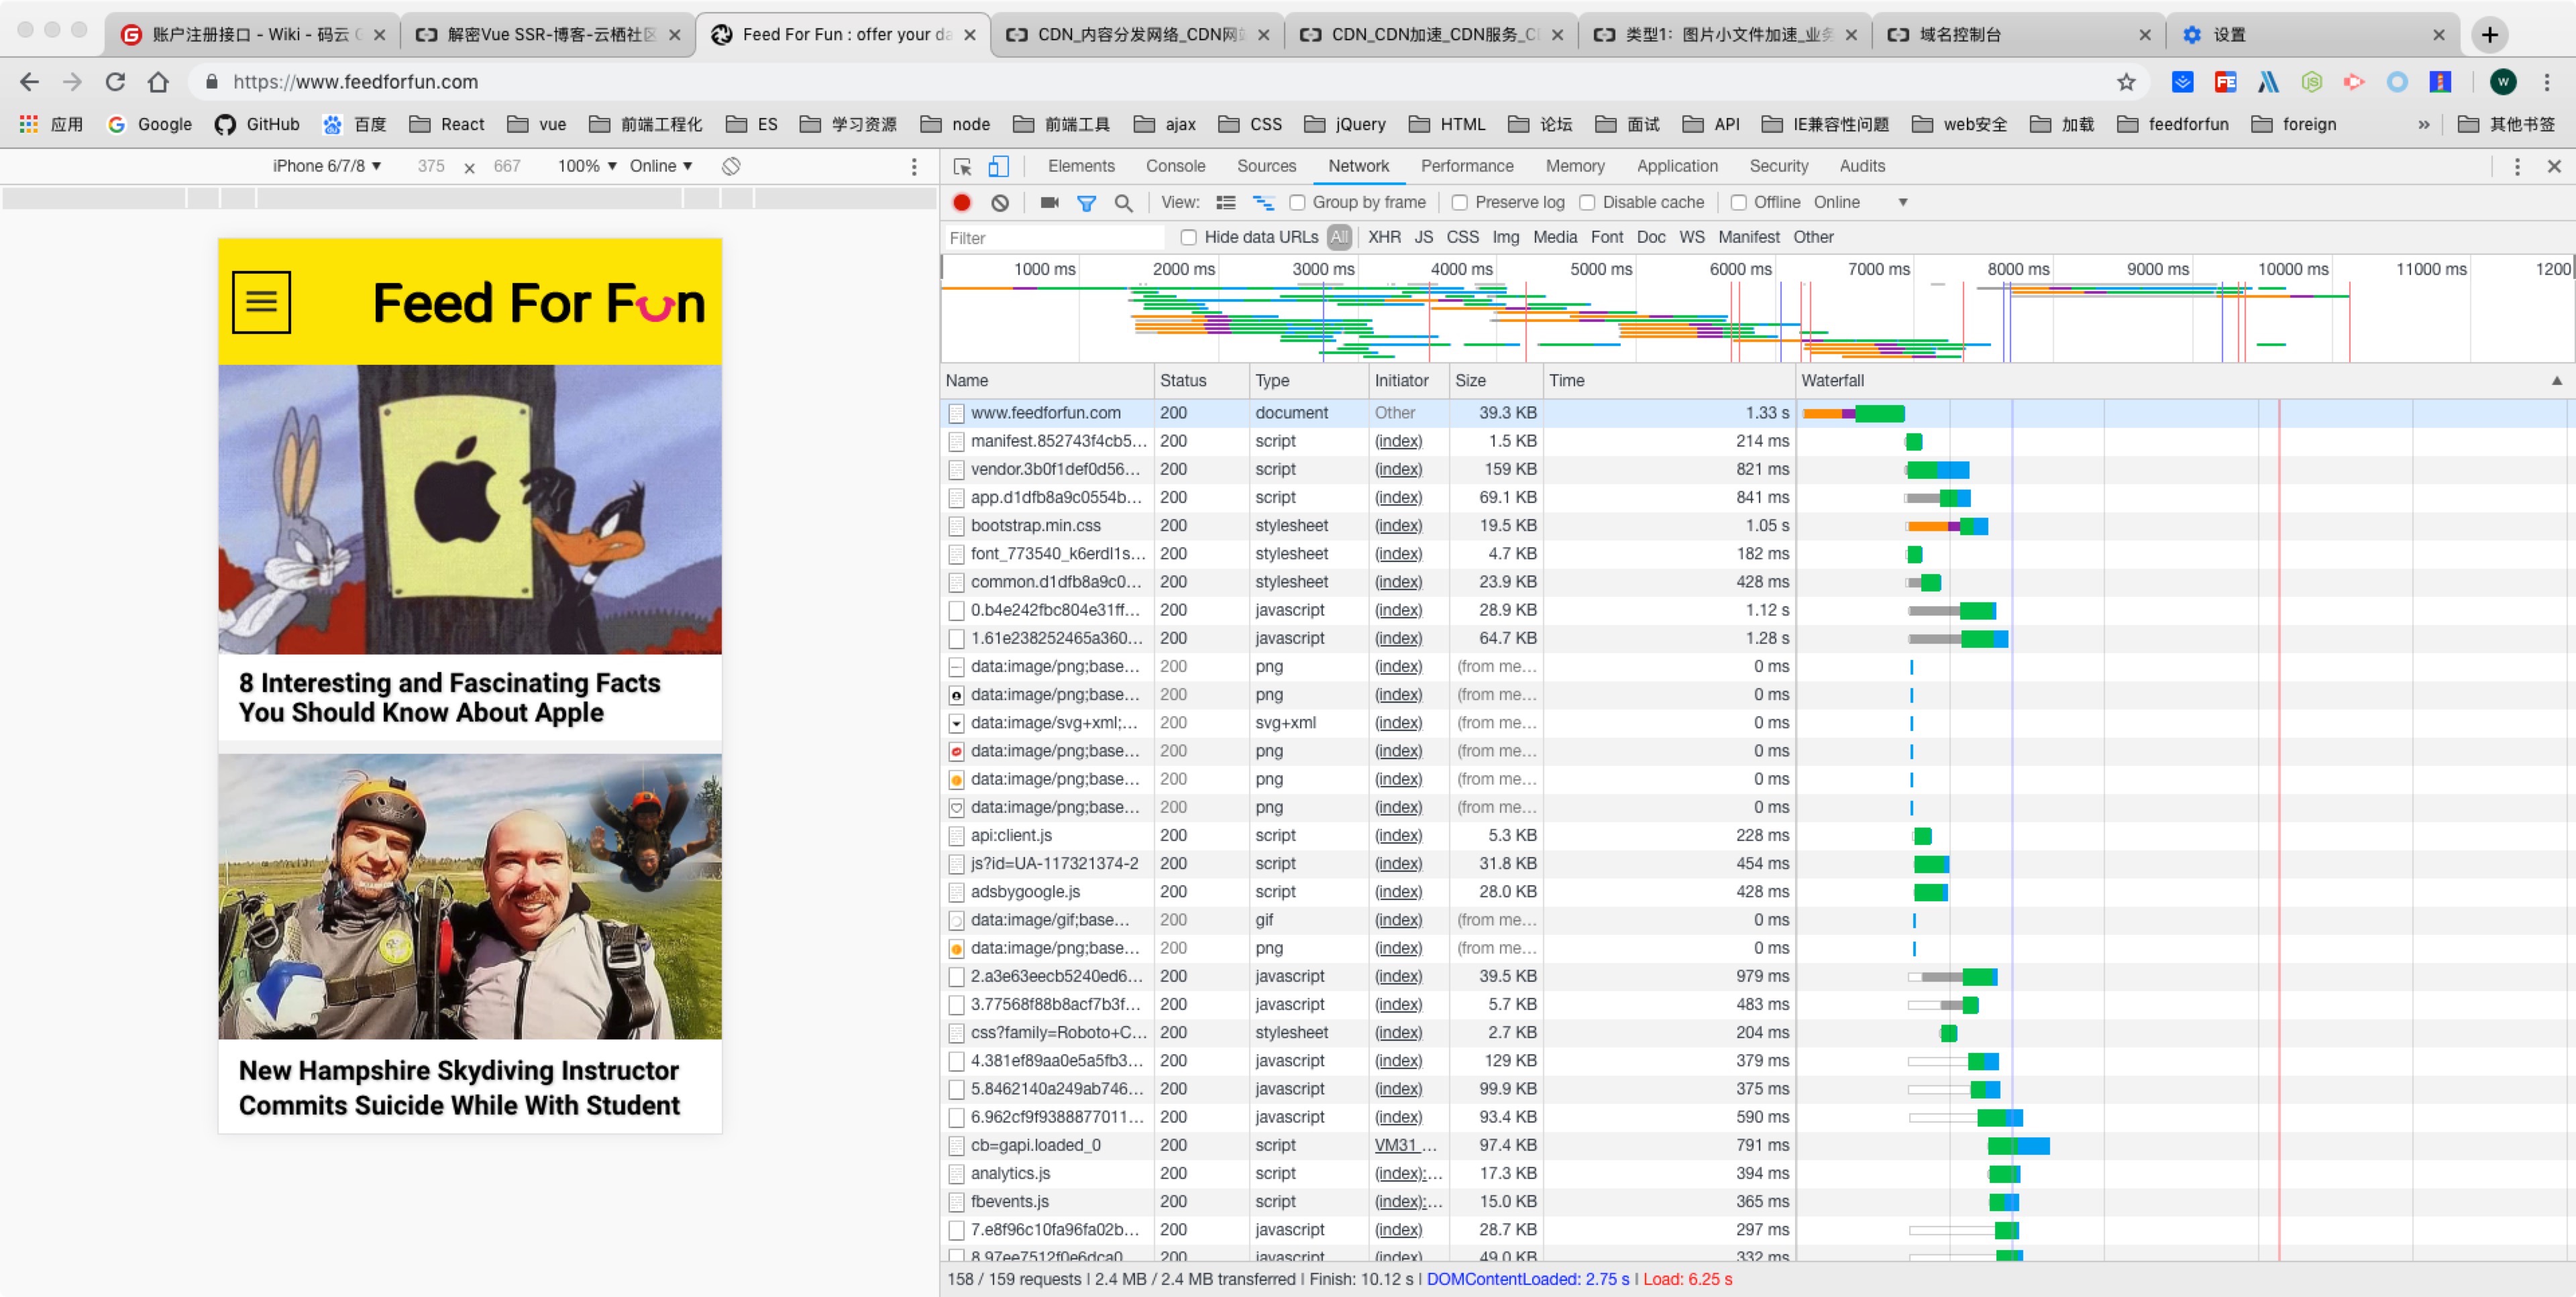 账户注册接口 - Wiki - 码云
解密Vue SSR-博客-云栖社区
Feed For Fun : offer your da
CDN_内容分发网络_CDN网
CDN_CDN加速_CDN服务_C
类型1：图片小文件加速_业务
域名控制台
设置
https://www.feedforfun.com
W
应用 Google GitHub 百度 React vue 前端工程化 ES 学习资源 node 前端工具 ajax CSS jQuery HTML 论坛 面试 API IE兼容性问题 web安全 加载 feedforfun foreign » 其他书签
iPhone 6/7/8 ▼ 375 x 667 100% ▼ Online ▼
Feed For Fun
8 Interesting and Fascinating Facts
You Should Know About Apple
New Hampshire Skydiving Instructor
Commits Suicide While With Student
Elements Console Sources Network Performance Memory Application Security Audits
View: Group by frame Preserve log Disable cache Offline Online ▼
Filter Hide data URLs All XHR JS CSS Img Media Font Doc WS Manifest Other
1000 ms 2000 ms 3000 ms 4000 ms 5000 ms 6000 ms 7000 ms 8000 ms 9000 ms 10000 ms 11000 ms 1200
Name Status Type Initiator Size Time Waterfall
www.feedforfun.com 200 document Other 39.3 KB 1.33 s
manifest.852743f4cb5... 200 script (index) 1.5 KB 214 ms
vendor.3b0f1def0d56... 200 script (index) 159 KB 821 ms
app.d1dfb8a9c0554b... 200 script (index) 69.1 KB 841 ms
bootstrap.min.css 200 stylesheet (index) 19.5 KB 1.05 s
font_773540_k6erdl1s... 200 stylesheet (index) 4.7 KB 182 ms
common.d1dfb8a9c0... 200 stylesheet (index) 23.9 KB 428 ms
0.b4e242fbc804e31ff... 200 javascript (index) 28.9 KB 1.12 s
1.61e238252465a360... 200 javascript (index) 64.7 KB 1.28 s
data:image/png;base... 200 png (index) (from me... 0 ms
data:image/png;base... 200 png (index) (from me... 0 ms
data:image/svg+xml;... 200 svg+xml (index) (from me... 0 ms
data:image/png;base... 200 png (index) (from me... 0 ms
data:image/png;base... 200 png (index) (from me... 0 ms
data:image/png;base... 200 png (index) (from me... 0 ms
api:client.js 200 script (index) 5.3 KB 228 ms
js?id=UA-117321374-2 200 script (index) 31.8 KB 454 ms
adsbygoogle.js 200 script (index) 28.0 KB 428 ms
data:image/gif;base... 200 gif (index) (from me... 0 ms
data:image/png;base... 200 png (index) (from me... 0 ms
2.a3e63eecb5240ed6... 200 javascript (index) 39.5 KB 979 ms
3.77568f88b8acf7b3f... 200 javascript (index) 5.7 KB 483 ms
css?family=Roboto+C... 200 stylesheet (index) 2.7 KB 204 ms
4.381ef89aa0e5a5fb3... 200 javascript (index) 129 KB 379 ms
5.8462140a249ab746... 200 javascript (index) 99.9 KB 375 ms
6.962cf9f9388877011... 200 javascript (index) 93.4 KB 590 ms
cb=gapi.loaded_0 200 script VM31 ... 97.4 KB 791 ms
analytics.js 200 script (index):... 17.3 KB 394 ms
fbevents.js 200 script (index):... 15.0 KB 365 ms
7.e8f96c10fa96fa02b... 200 javascript (index) 28.7 KB 297 ms
8.97ee7512f0e6dca0 200 javascript (index) 49.0 KB 332 ms
158 / 159 requests | 2.4 MB / 2.4 MB transferred | Finish: 10.12 s | DOMContentLoaded: 2.75 s | Load: 6.25 s